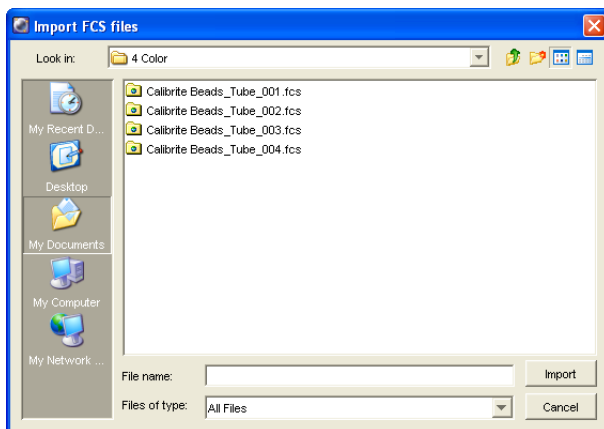 Import FCS files
Look in: 4 Color
Calibrite Beads_Tube_001.fcs
Calibrite Beads_Tube_002.fcs
Calibrite Beads_Tube_003.fcs
Calibrite Beads_Tube_004.fcs
My Recent D...
Desktop
My Documents
My Computer
My Network ...
File name:
Import
Files of type: All Files
Cancel